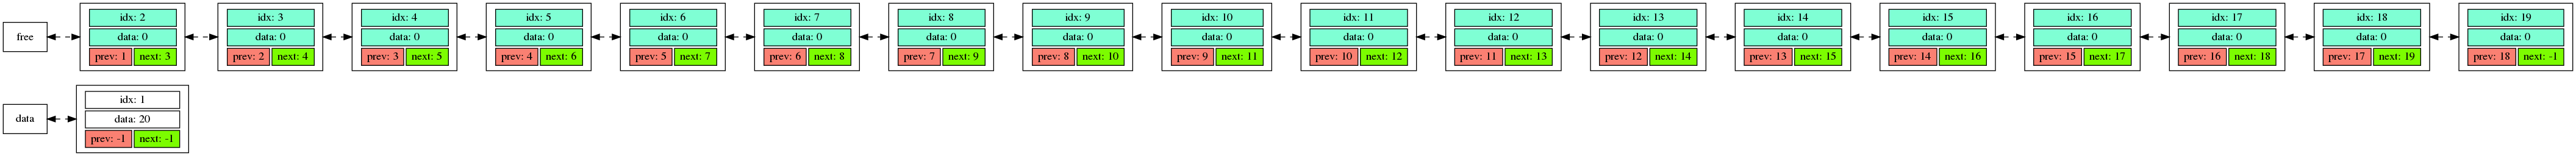 free
idx: 2
data: 0
prev: 1 next: 3
idx: 3
data: 0
prev: 2 next: 4
idx: 4
data: 0
prev: 3 next: 5
idx: 5
data: 0
prev: 4 next: 6
idx: 6
data: 0
prev: 5 next: 7
idx: 7
data: 0
prev: 6 next: 8
idx: 8
data: 0
prev: 7 next: 9
idx: 9
data: 0
prev: 8 next: 10
idx: 10
data: 0
prev: 9 next: 11
idx: 11
data: 0
prev: 10 next: 12
idx: 12
data: 0
prev: 11 next: 13
idx: 13
data: 0
prev: 12 next: 14
idx: 14
data: 0
prev: 13 next: 15
idx: 15
data: 0
prev: 14 next: 16
idx: 16
data: 0
prev: 15 next: 17
idx: 17
data: 0
prev: 16 next: 18
idx: 18
data: 0
prev: 17 next: 19
idx: 19
data: 0
prev: 18 next: -1
data
idx: 1
data: 20
prev: -1 next: -1